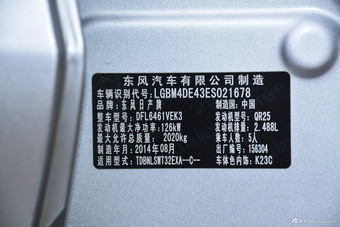 东风汽车有限公司制造
车辆识别代号: LGBM4DE43ES021678
品牌: 东风日产牌 制造国: 中国
整车型号: DFL6461VEK3 发动机型号: QR25
发动机最大净功率: 126kW 发动机排量: 2.488L
最大允许总质量: 2020kg 乘坐人数: 5人
制造年月: 2014年08月 出厂编号: 156304
适用型式: TDBNLSWT32EXA--C-- 车体色内饰: K23C